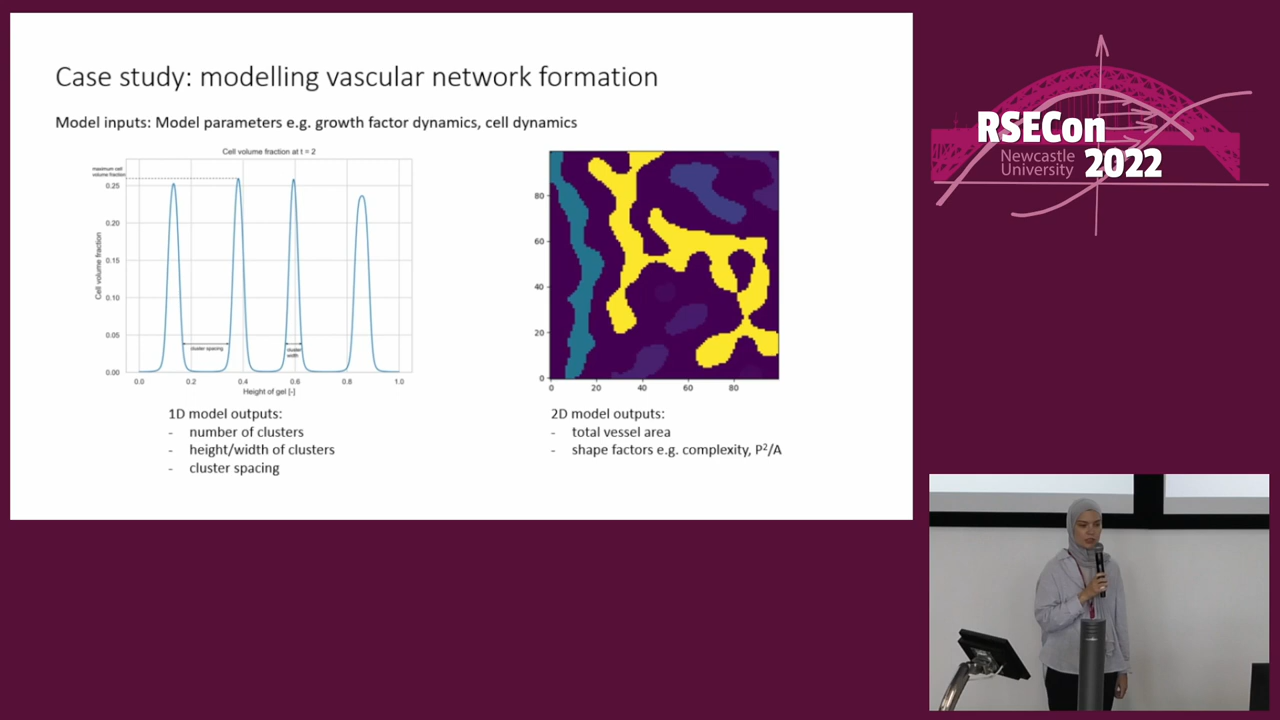 Case study: modelling vascular network formation
Model inputs: Model parameters e.g. growth factor dynamics, cell dynamics
Cell volume fraction at t = 2
maximum cell
volume fraction
0.25
0.20
0.15
0.10
0.05
0.00
Cell volume fraction
cluster spacing
cluster
width
0.0 0.2 0.4 0.6 0.8 1.0
Height of gel [-]
80
60
40
20
0
0 20 40 60 80
1D model outputs:
- number of clusters
- height/width of clusters
- cluster spacing
2D model outputs:
- total vessel area
- shape factors e.g. complexity, P²/A
RSECon
Newcastle
University
2022